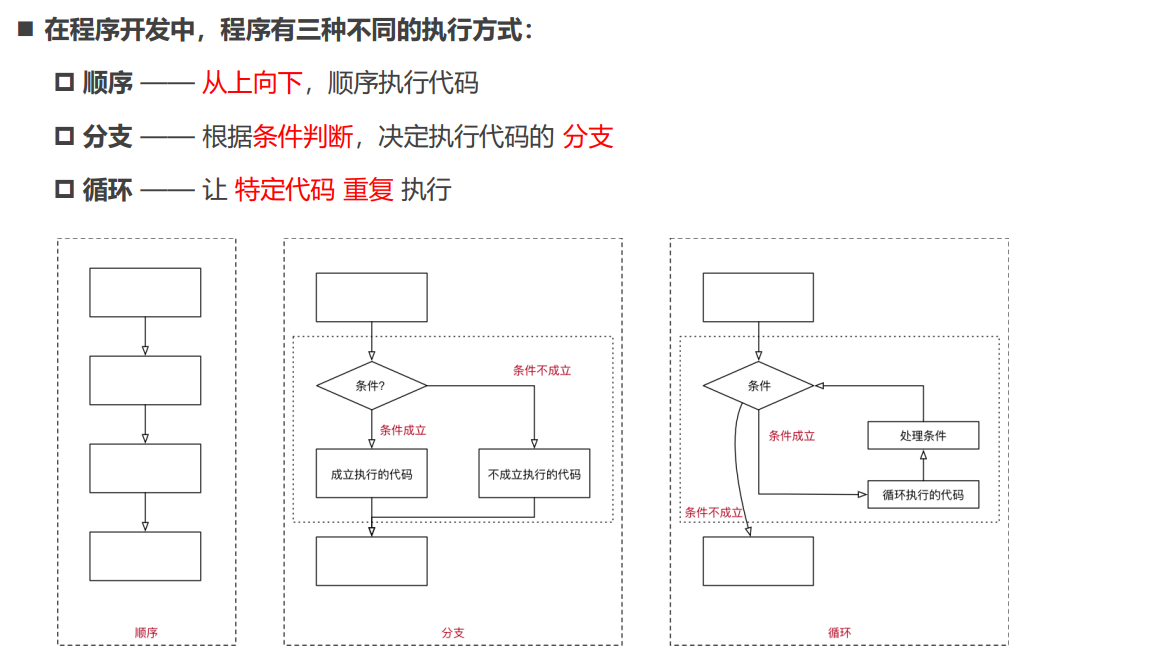 在程序开发中，程序有三种不同的执行方式：
顺序 —— 从上向下，顺序执行代码
分支 —— 根据条件判断，决定执行代码的 分支
循环 —— 让 特定代码 重复 执行
条件?
条件不成立
条件成立
成立执行的代码
不成立执行的代码
条件
条件成立
处理条件
循环执行的代码
条件不成立
顺序
分支
循环